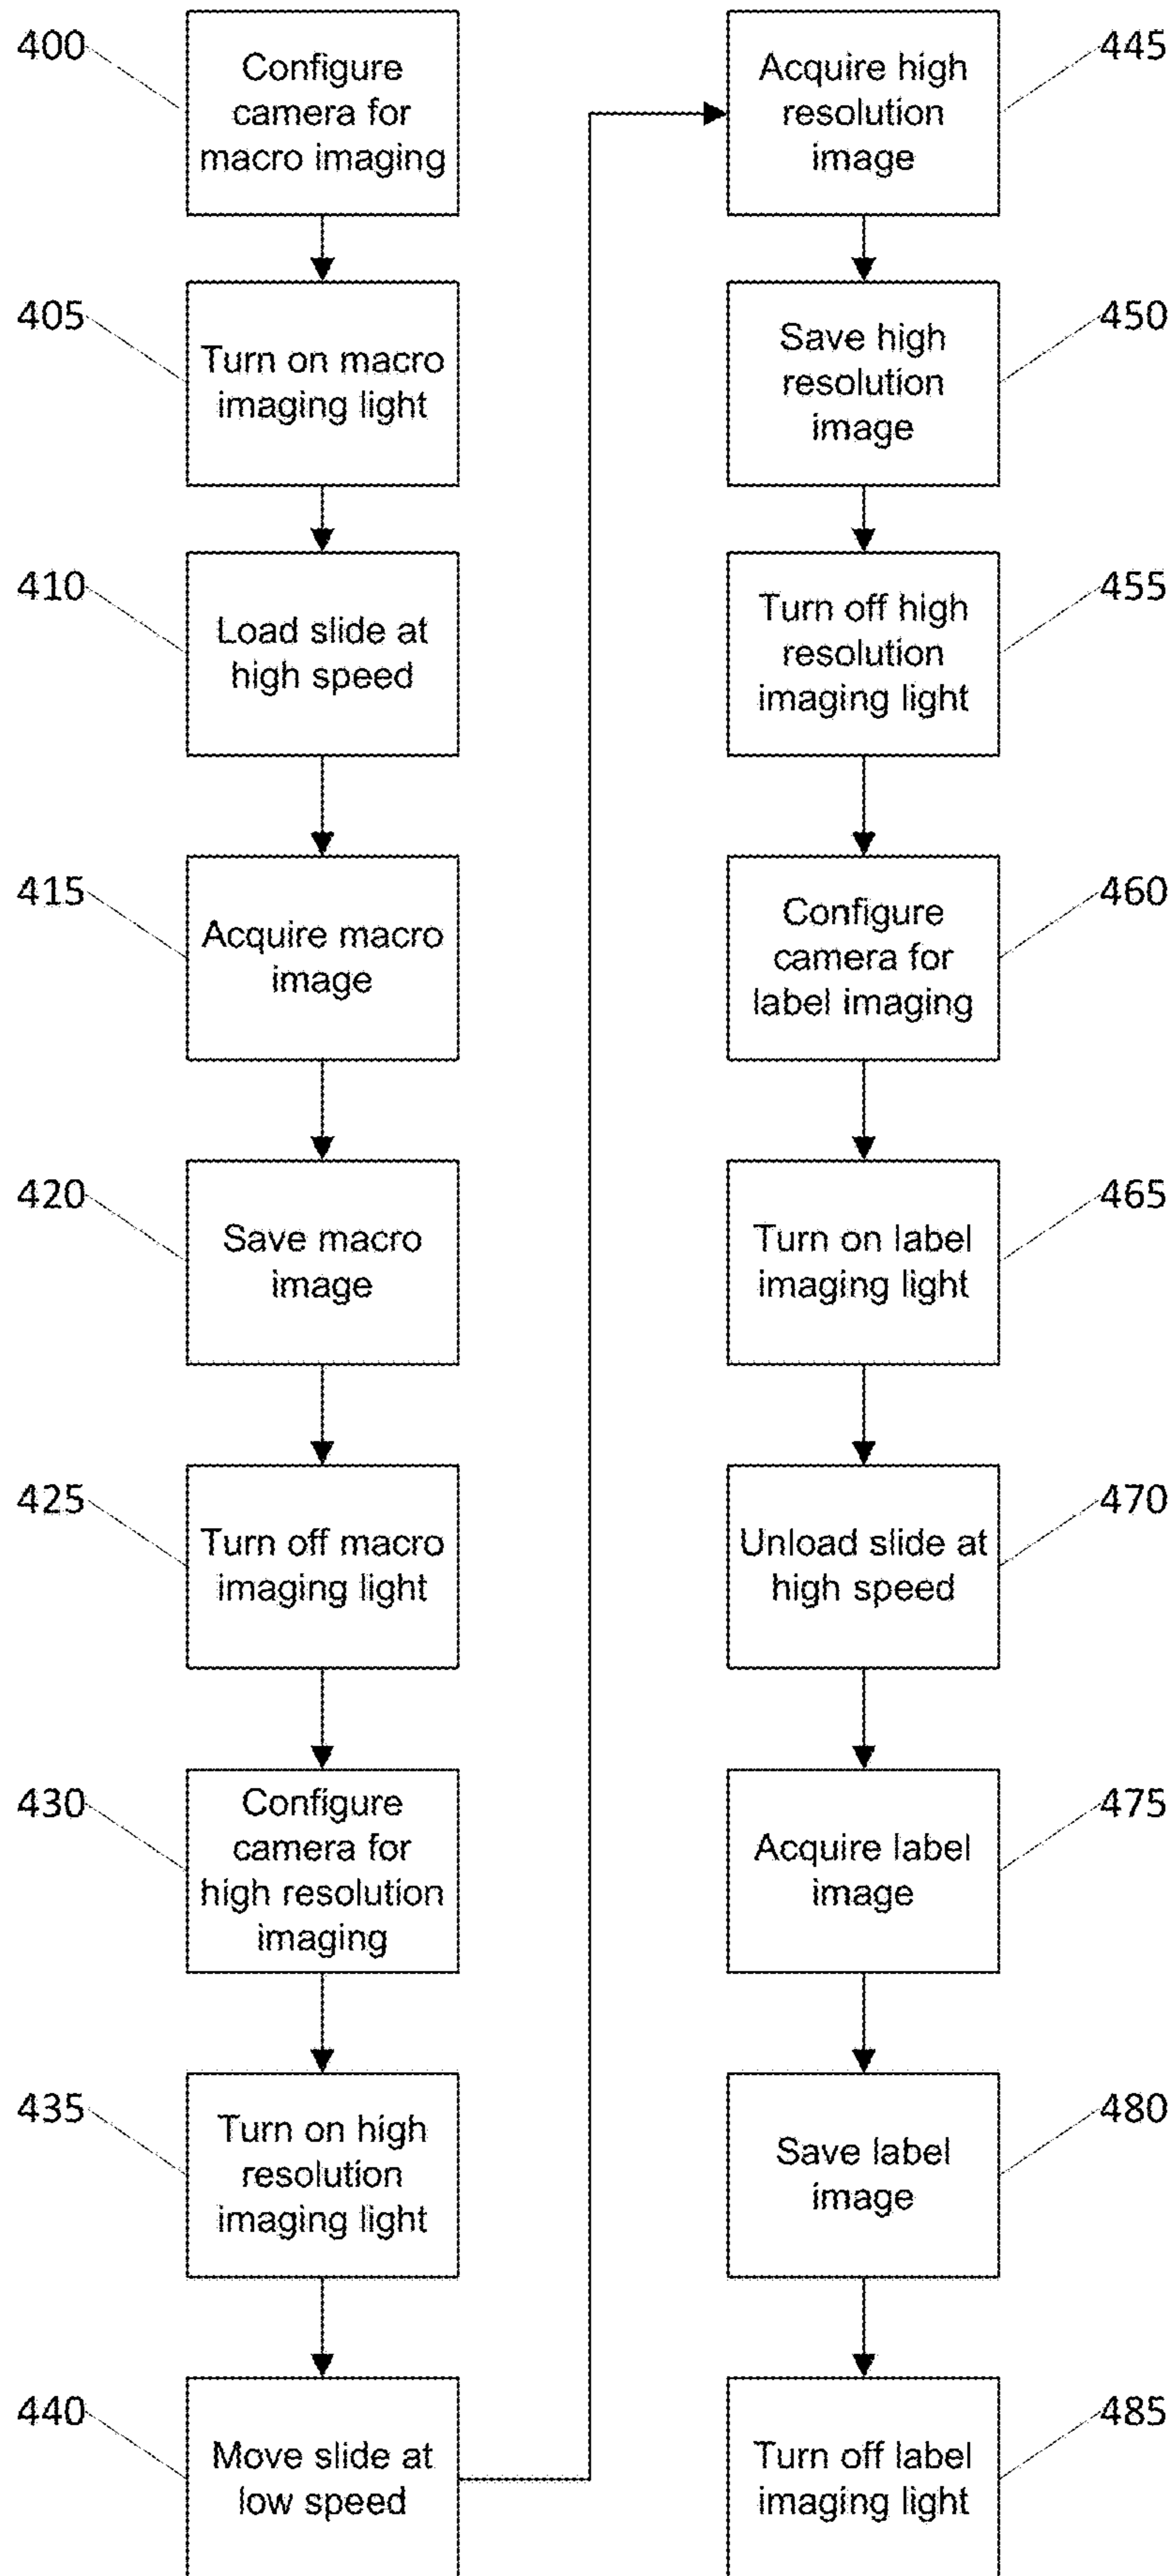 400
Configure
camera for
macro imaging
405
Turn on macro
imaging light
410
Load slide at
high speed
415
Acquire macro
image
420
Save macro
image
425
Turn off macro
imaging light
430
Configure
camera for
high resolution
imaging
435
Turn on high
resolution
imaging light
440
Move slide at
low speed
445
Acquire high
resolution
image
450
Save high
resolution
image
455
Turn off high
resolution
imaging light
460
Configure
camera for
label imaging
465
Turn on label
imaging light
470
Unload slide at
high speed
475
Acquire label
image
480
Save label
image
485
Turn off label
imaging light